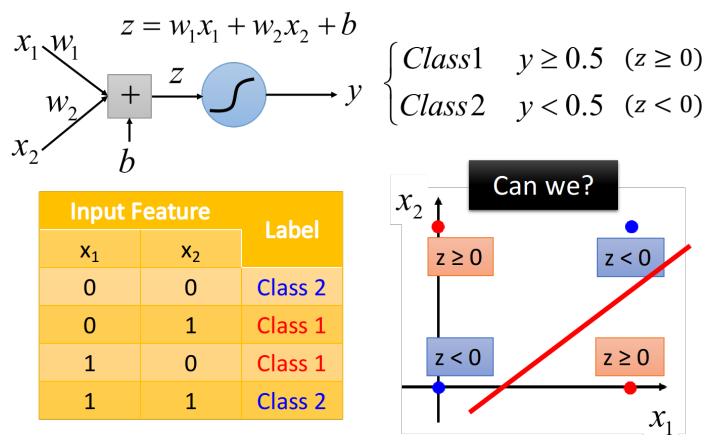 z = w₁x₁ + w₂x₂ + b
x₁ w₁
w₂
x₂
+
z
b
y
{ Class1 y ≥ 0.5 (z ≥ 0)
Class2 y < 0.5 (z < 0)
Input Feature Label
x₁ x₂
0 0 Class 2
0 1 Class 1
1 0 Class 1
1 1 Class 2
Can we?
x₂
z ≥ 0 z < 0
z < 0 z ≥ 0
x₁